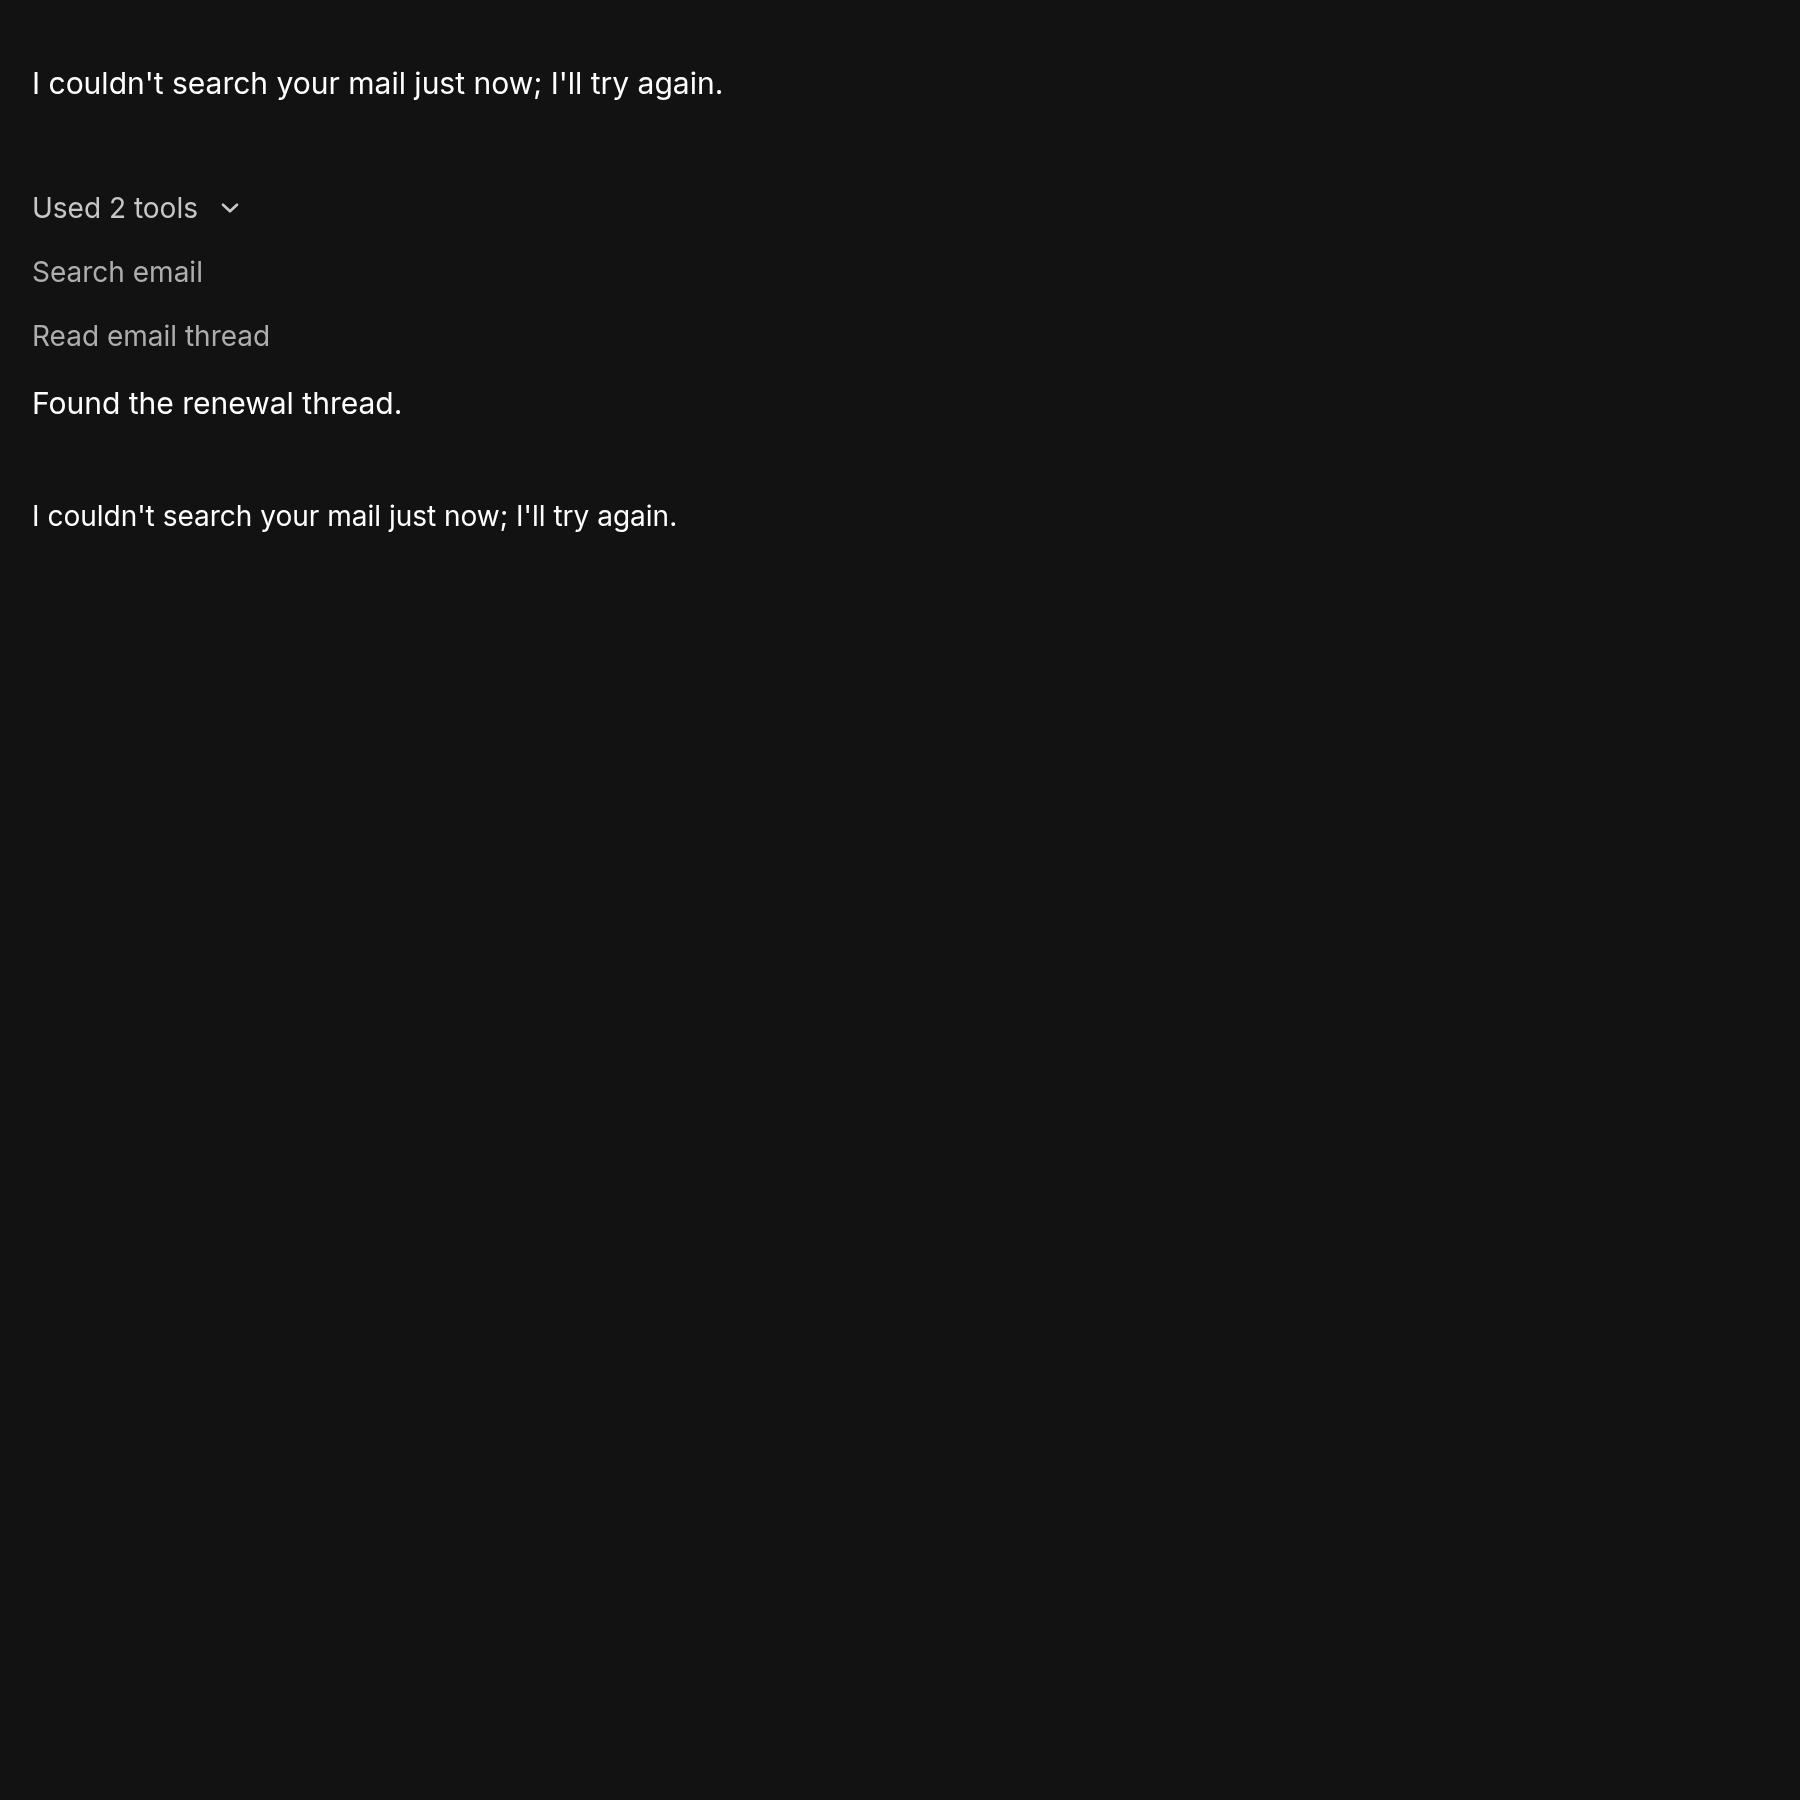 I couldn't search your mail just now; I'll try again.
Used 2 tools
Search email
Read email thread
Found the renewal thread.
I couldn't search your mail just now; I'll try again.